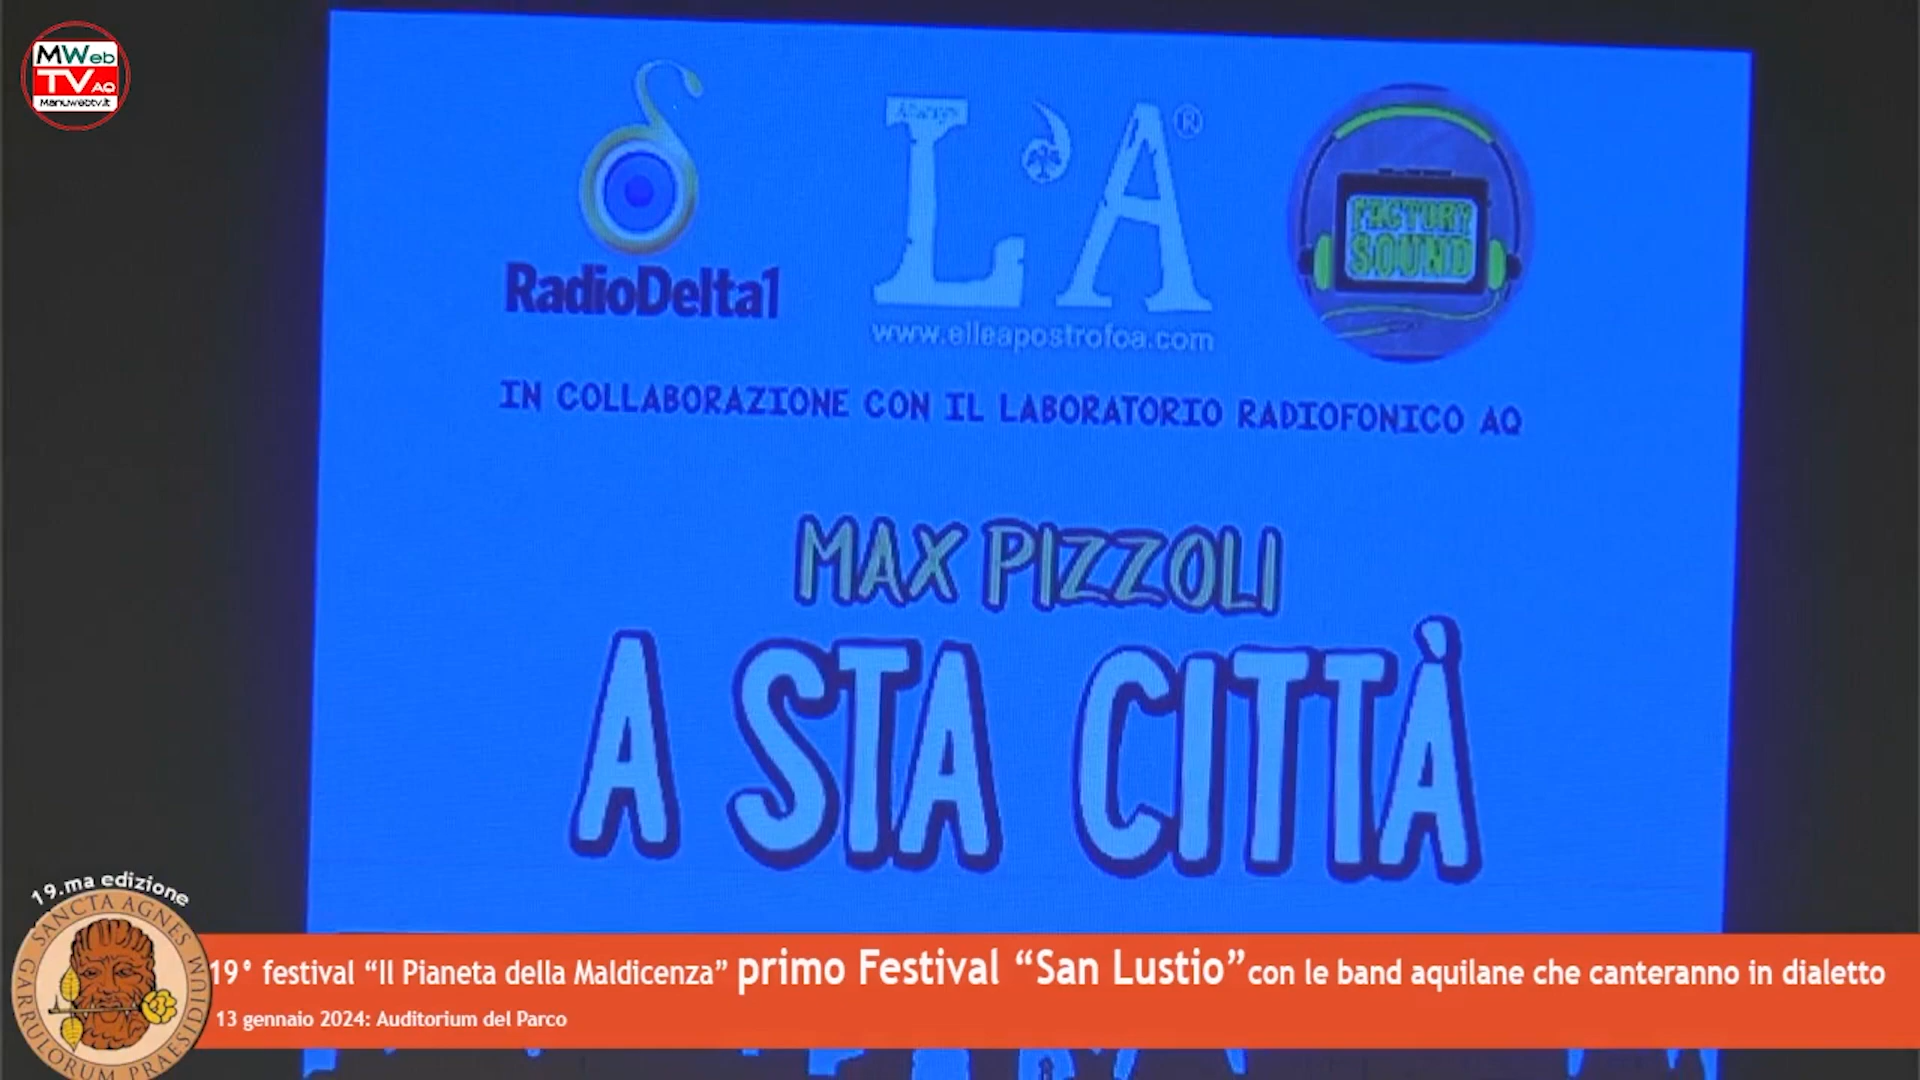 MWeb
TVAQ
Manuwebtv.it
Always
L'A®
FACTORY
SOUND
RadioDelta1
www.elleapostrofoa.com
IN COLLABORAZIONE CON IL LABORATORIO RADIOFONICO AQ
MAX PIZZOLI
A STA CITTÀ
19.ma edizione
SANCTA AGNES
GARRULORUM PRAESIDIUM
19° festival “Il Pianeta della Maldicenza” primo Festival “San Lustio” con le band aquilane che canteranno in dialetto
13 gennaio 2024: Auditorium del Parco